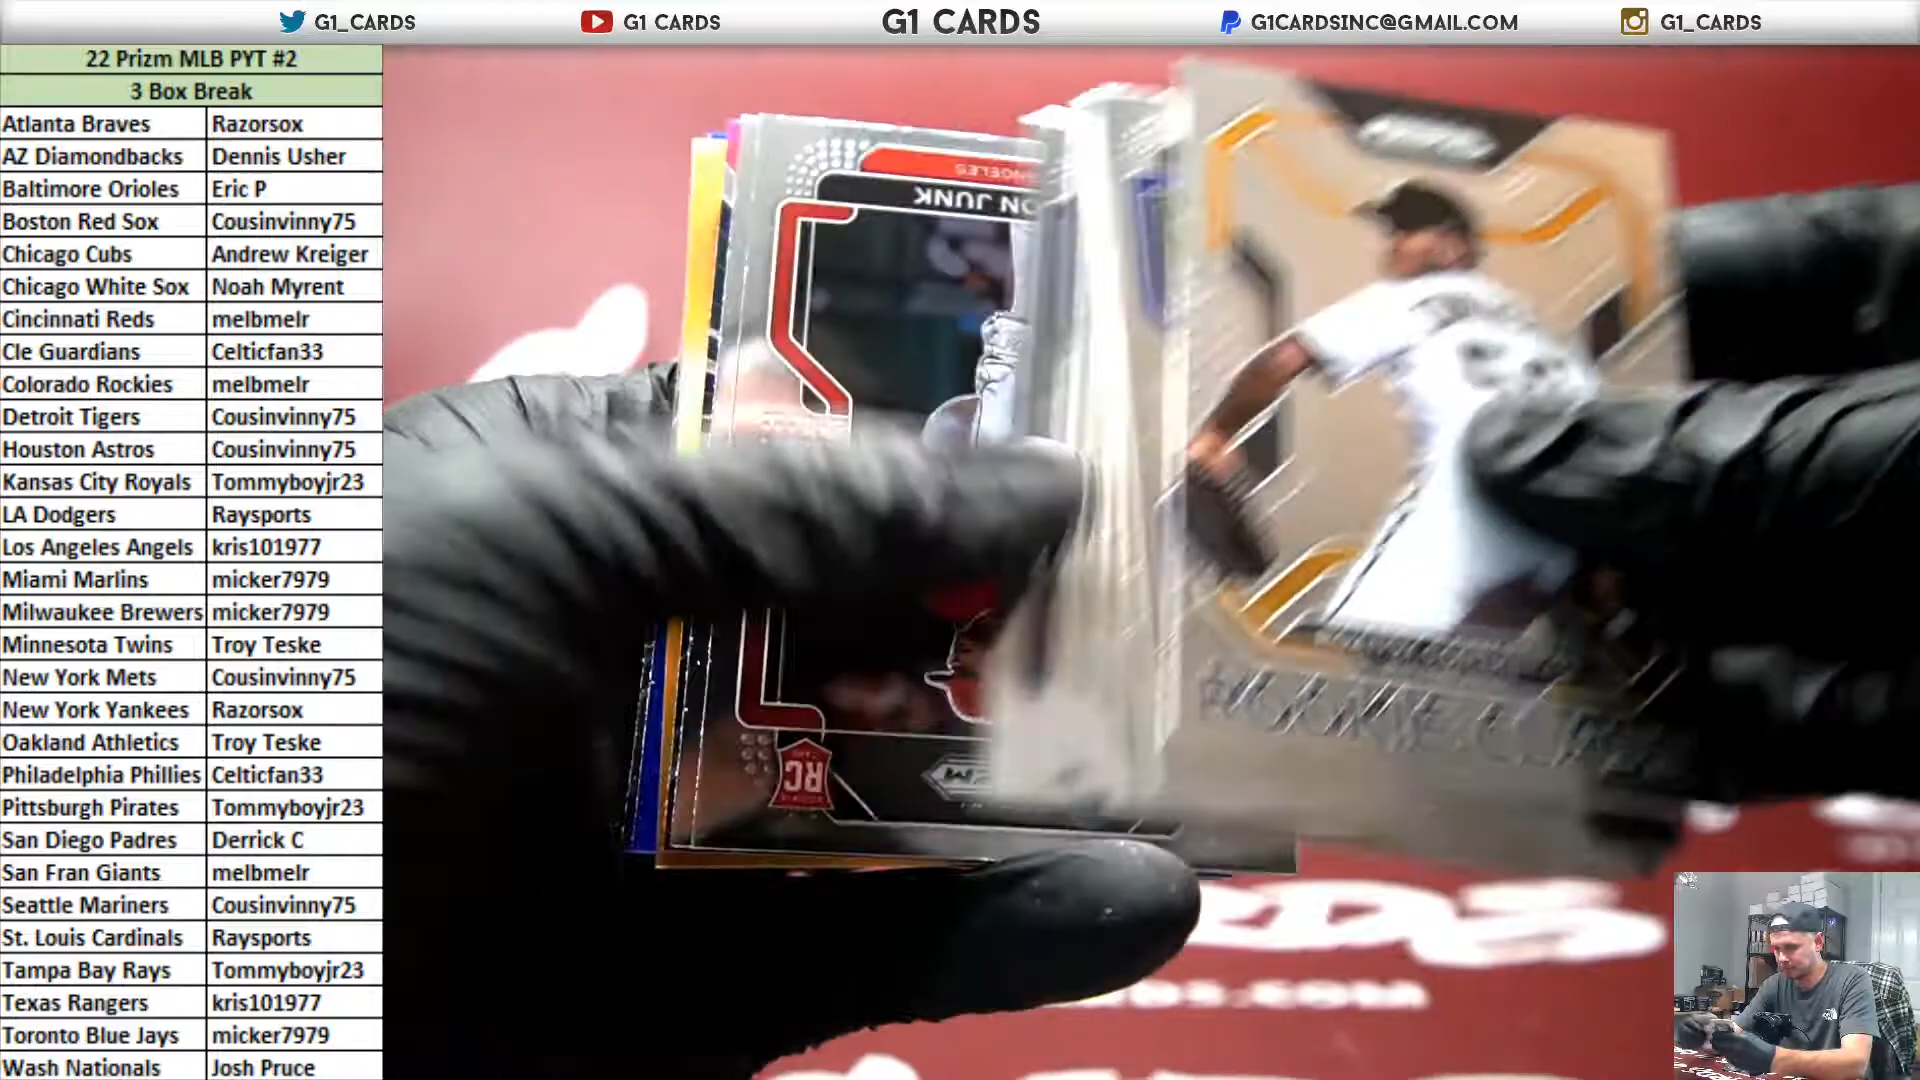 G1_CARDS
G1 CARDS
G1 CARDS
G1CARDSINC@GMAIL.COM
G1_CARDS
22 Prizm MLB PYT #2
3 Box Break
Atlanta Braves Razorsox
AZ Diamondbacks Dennis Usher
Baltimore Orioles Eric P
Boston Red Sox Cousinvinny75
Chicago Cubs Andrew Kreiger
Chicago White Sox Noah Myrent
Cincinnati Reds melbmelr
Cle Guardians Celticfan33
Colorado Rockies melbmelr
Detroit Tigers Cousinvinny75
Houston Astros Cousinvinny75
Kansas City Royals Tommyboyjr23
LA Dodgers Raysports
Los Angeles Angels kris101977
Miami Marlins micker7979
Milwaukee Brewers micker7979
Minnesota Twins Troy Teske
New York Mets Cousinvinny75
New York Yankees Razorsox
Oakland Athletics Troy Teske
Philadelphia Phillies Celticfan33
Pittsburgh Pirates Tommyboyjr23
San Diego Padres Derrick C
San Fran Giants melbmelr
Seattle Mariners Cousinvinny75
St. Louis Cardinals Raysports
Tampa Bay Rays Tommyboyjr23
Texas Rangers kris101977
Toronto Blue Jays micker7979
Wash Nationals Josh Pruce
NGELES
ON JUNK
RC
ROOKIE